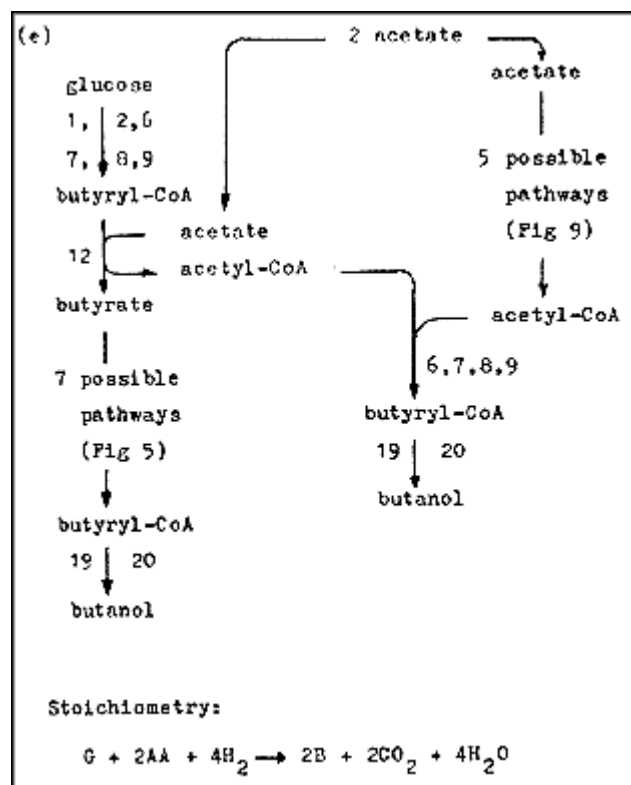 (e)
2 acetate
acetate
glucose
1, 2,6
7, 8,9
butyryl-CoA
5 possible
pathways
(Fig 9)
acetate
12
acetyl-CoA
butyrate
acetyl-CoA
6,7,8,9
7 possible
pathways
(Fig 5)
butyryl-CoA
19 20
butanol
butyryl-CoA
19 20
butanol
Stoichiometry:
G + 2AA + 4H₂ → 2B + 2CO₂ + 4H₂O